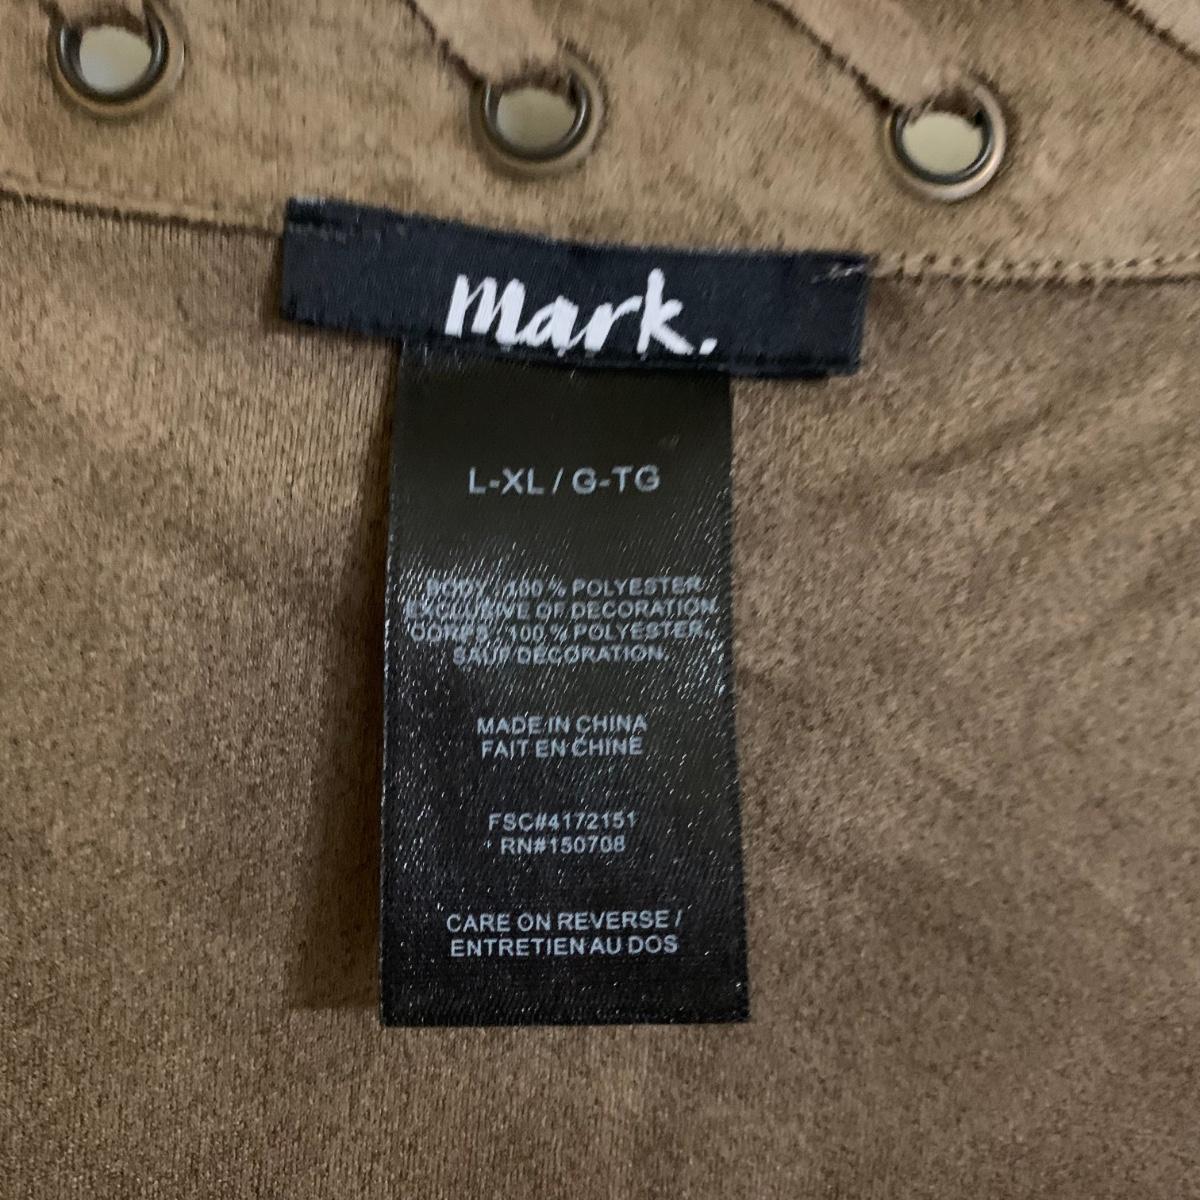 mark.
L-XL / G-TG
BODY : 100 % POLYESTER
EXCLUSIVE OF DECORATION
CORPS : 100 % POLYESTER,
SAUF DÉCORATION.
MADE IN CHINA
FAIT EN CHINE
FSC#4172151
RN#150708
CARE ON REVERSE /
ENTRETIEN AU DOS